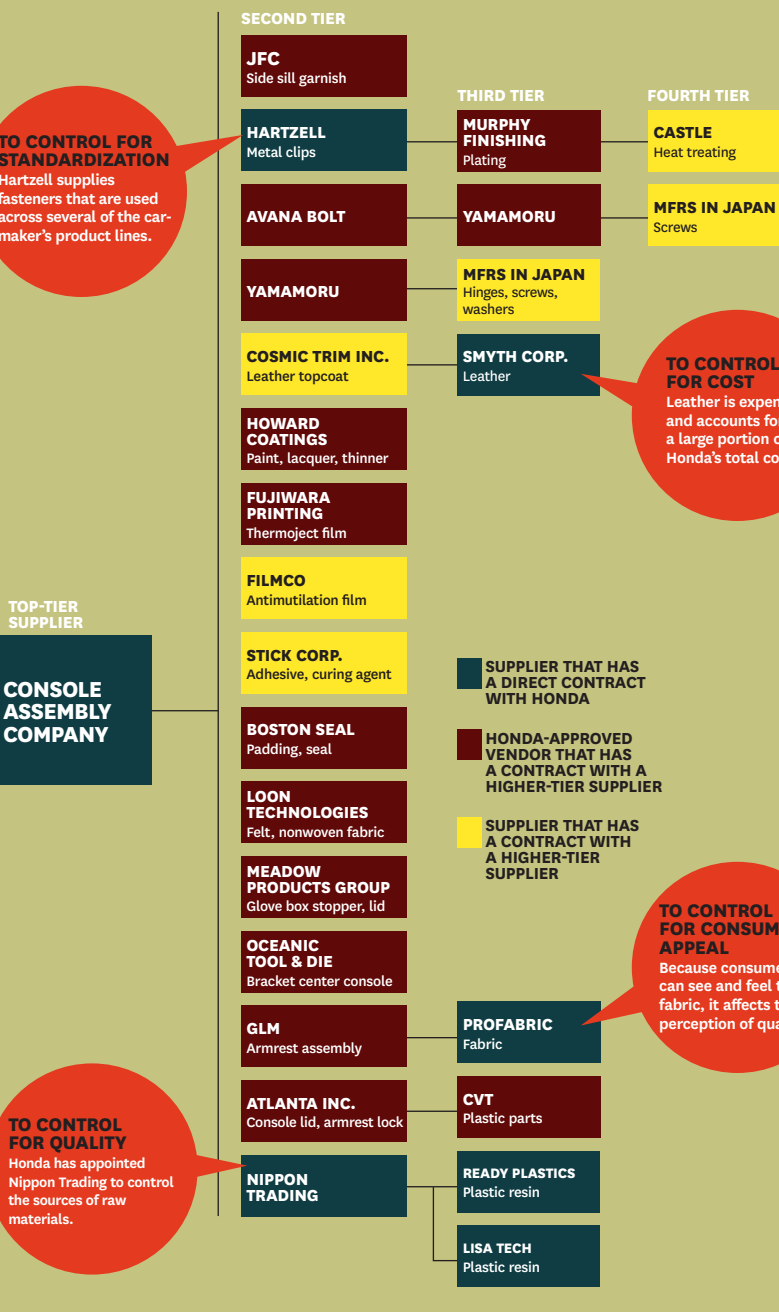 SECOND TIER
JFC
Side sill garnish
THIRD TIER
FOURTH TIER
TO CONTROL FOR
STANDARDIZATION
Hartzell supplies
fasteners that are used
across several of the car-
maker's product lines.
HARTZELL
Metal clips
MURPHY
FINISHING
Plating
CASTLE
Heat treating
AVANA BOLT
YAMAMORU
MFRS IN JAPAN
Screws
YAMAMORU
MFRS IN JAPAN
Hinges, screws,
washers
COSMIC TRIM INC.
Leather topcoat
SMYTH CORP.
Leather
TO CONTROL
FOR COST
Leather is
and accounts
a large portion
Honda's total
HOWARD
COATINGS
Paint, lacquer, thinner
FUJIWARA
PRINTING
Thermoject film
FILMCO
Antimutilation film
STICK CORP.
Adhesive, curing agent
TOP-TIER
SUPPLIER
CONSOLE
ASSEMBLY
COMPANY
SUPPLIER THAT HAS
A DIRECT CONTRACT
WITH HONDA
HONDA-APPROVED
VENDOR THAT HAS
A CONTRACT WITH A
HIGHER-TIER SUPPLIER
SUPPLIER THAT HAS
A CONTRACT WITH
A HIGHER-TIER
SUPPLIER
BOSTON SEAL
Padding, seal
LOON
TECHNOLOGIES
Felt, nonwoven fabric
MEADOW
PRODUCTS GROUP
Glove box stopper, lid
OCEANIC
TOOL & DIE
Bracket center console
GLM
Armrest assembly
PROFABRIC
Fabric
TO CONTROL
FOR
APPEAL
Because
can see and feel
fabric, it affects
perception of
ATLANTA INC.
Console lid, armrest lock
CVT
Plastic parts
TO CONTROL
FOR QUALITY
Honda has appointed
Nippon Trading to control
the sources of raw
materials.
NIPPON
TRADING
READY PLASTICS
Plastic resin
LISA TECH
Plastic resin